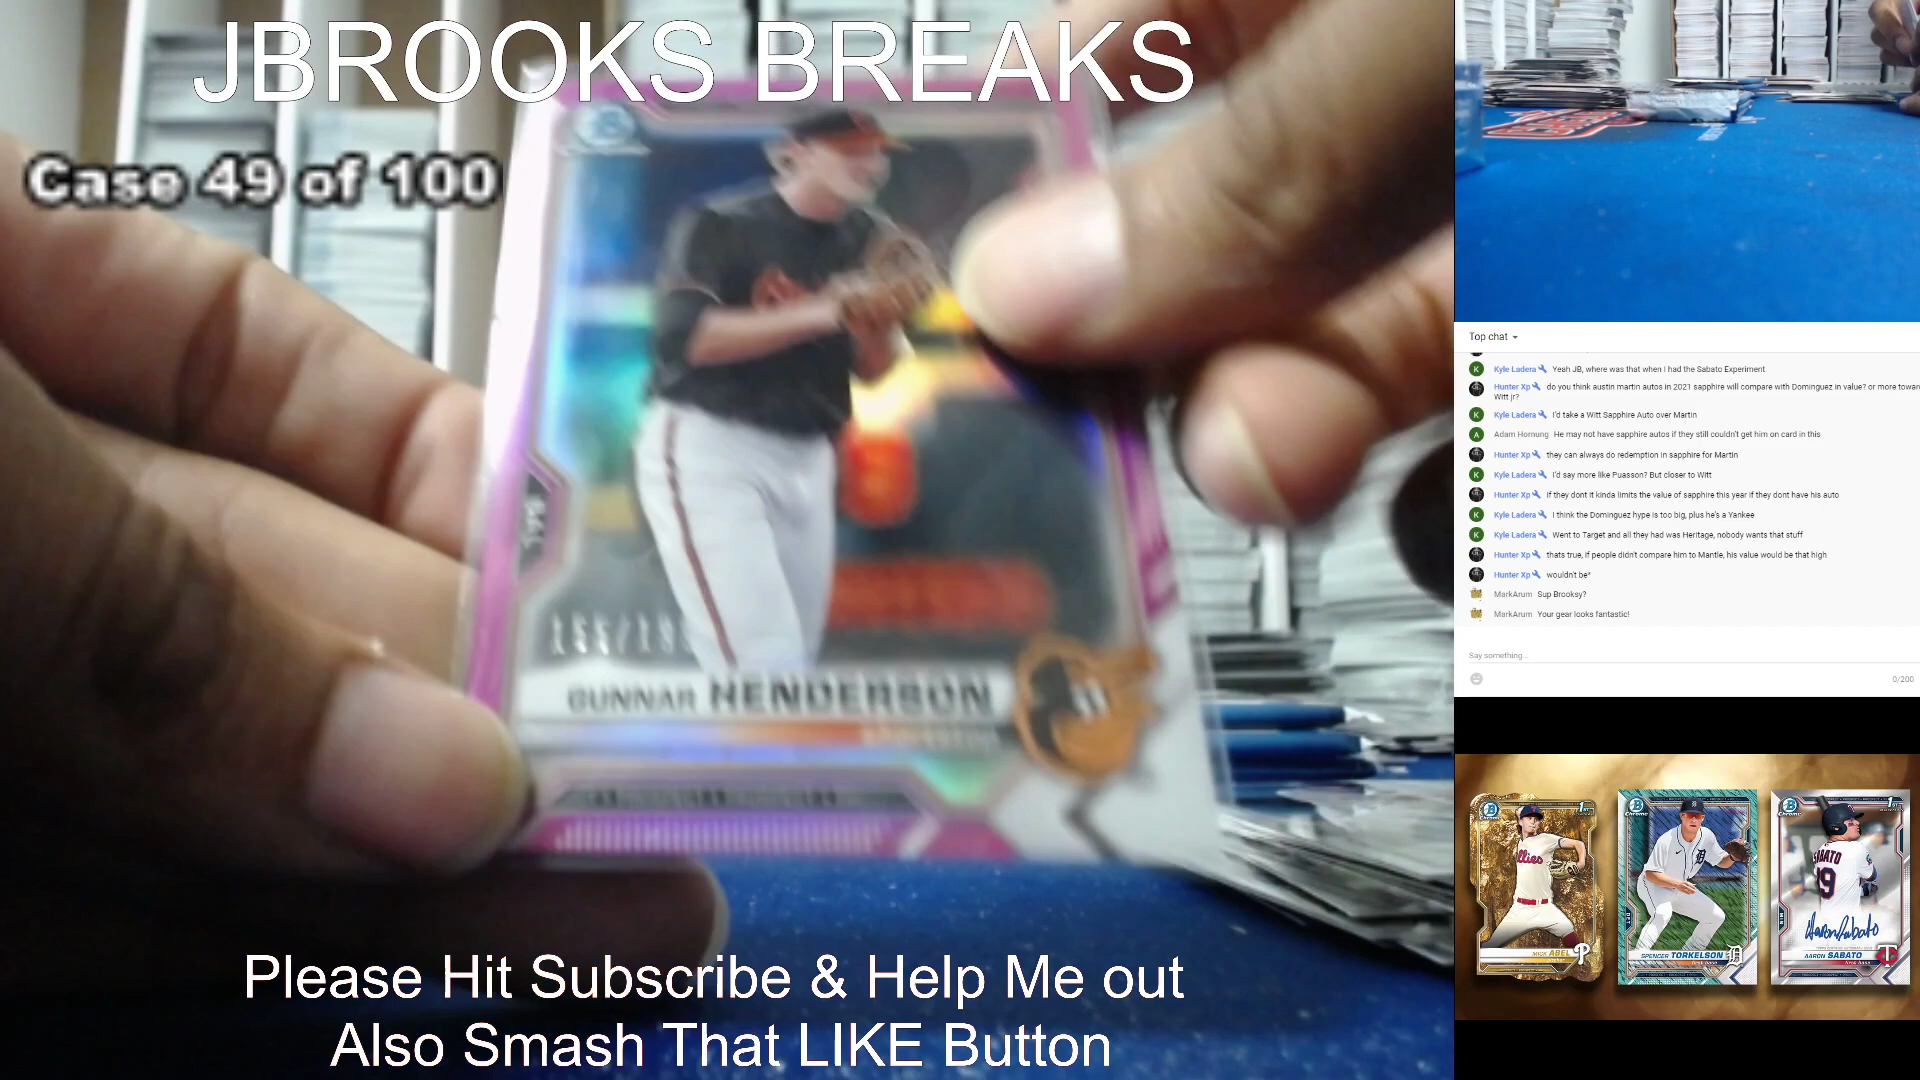 JBROOKS BREAKS
Case 49 of 100
GUNNAR HENDERSON
Please Hit Subscribe & Help Me out
Also Smash That LIKE Button
Top chat
Kyle Ladera Yeah JB, where was that when I had the Sabato Experiment
Hunter Xp do you think austin martin autos in 2021 sapphire will compare with Dominguez in value? or more towar
Witt jr?
Kyle Ladera I'd take a Witt Sapphire Auto over Martin
Adam Hornung He may not have sapphire autos if they still couldn't get him on card in this
Hunter Xp they can always do redemption in sapphire for Martin
Kyle Ladera I'd say more like Puasson? But closer to Witt
Hunter Xp if they dont it kinda limits the value of sapphire this year if they dont have his auto
Kyle Ladera I think the Dominguez hype is too big, plus he's a Yankee
Kyle Ladera Went to Target and all they had was Heritage, nobody wants that stuff
Hunter Xp thats true, if people didn't compare him to Mantle, his value would be that high
Hunter Xp wouldn't be*
MarkArum Sup Brooksy?
MarkArum Your gear looks fantastic!
Say something...
0/200
MICK ABEL
SPENCER TORKELSON
SABATO
19
AARON SABATO